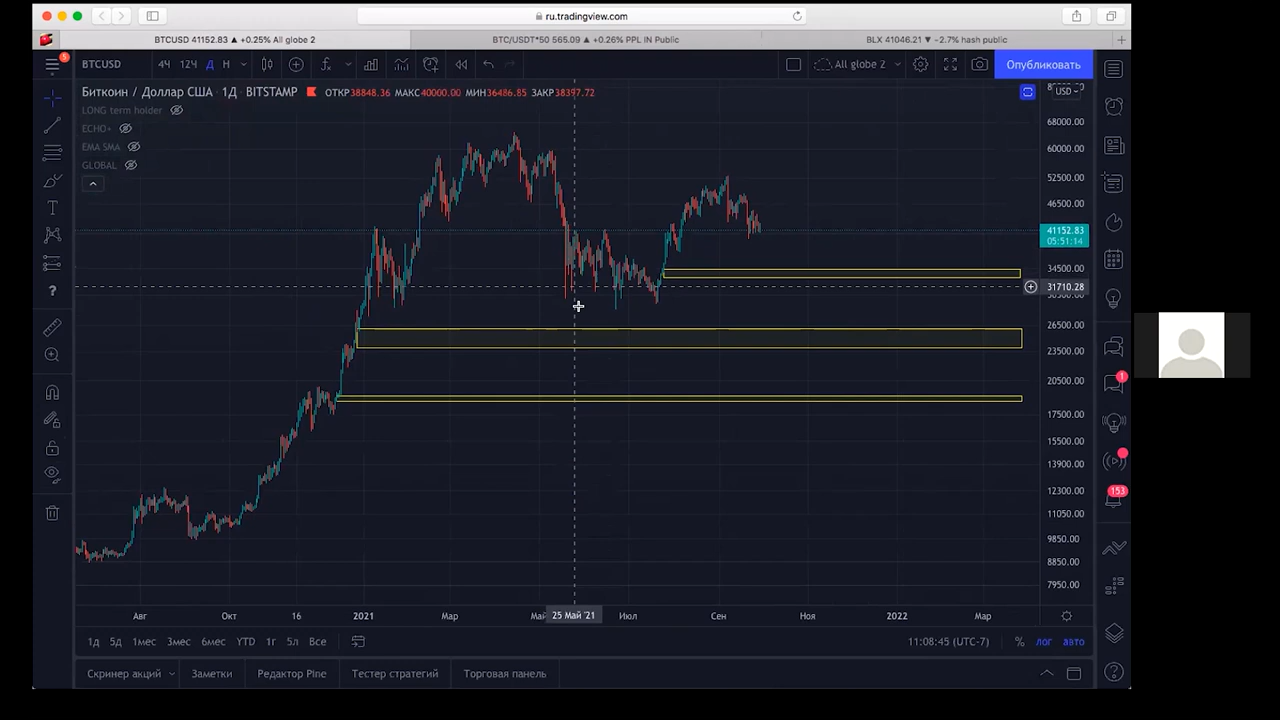 ru.tradingview.com
BTCUSD 41152.83 ▲ +0.25% All globe 2
BTC/USDT*50 565.09 ▲ +0.26% PPL IN Public
BLX 41046.21 ▼ −2.7% hash public
5
BTCUSD 4Ч 12Ч Д Н
All globe 2
Опубликовать
Биткоин / Доллар США · 1Д · BITSTAMP
ОТКР38848.36 МАКС40000.00 МИН36486.85 ЗАКР38397.72
USD
LONG term holder
ECHO+
EMA SMA
GLOBAL
68000.00
60000.00
52500.00
46500.00
41152.83
05:51:14
34500.00
31710.28
30500.00
26500.00
23500.00
20500.00
17500.00
15500.00
13900.00
12300.00
11050.00
9850.00
8850.00
7950.00
1
153
Авг Окт 16 2021 Мар Май 25 Май '21 Июл Сен Ноя 2022 Мар
1д 5д 1мес 3мес 6мес YTD 1г 5л Все
11:08:45 (UTC-7) % лог авто
Скринер акций Заметки Редактор Pine Тестер стратегий Торговая панель